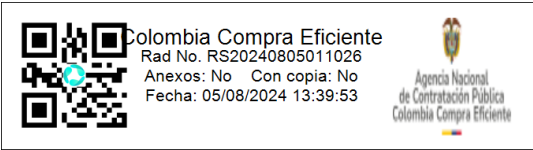 Colombia Compra Eficiente
Rad No. RS20240805011026
Anexos: No Con copia: No
Fecha: 05/08/2024 13:39:53
Agencia Nacional
de Contratación Pública
Colombia Compra Eficiente